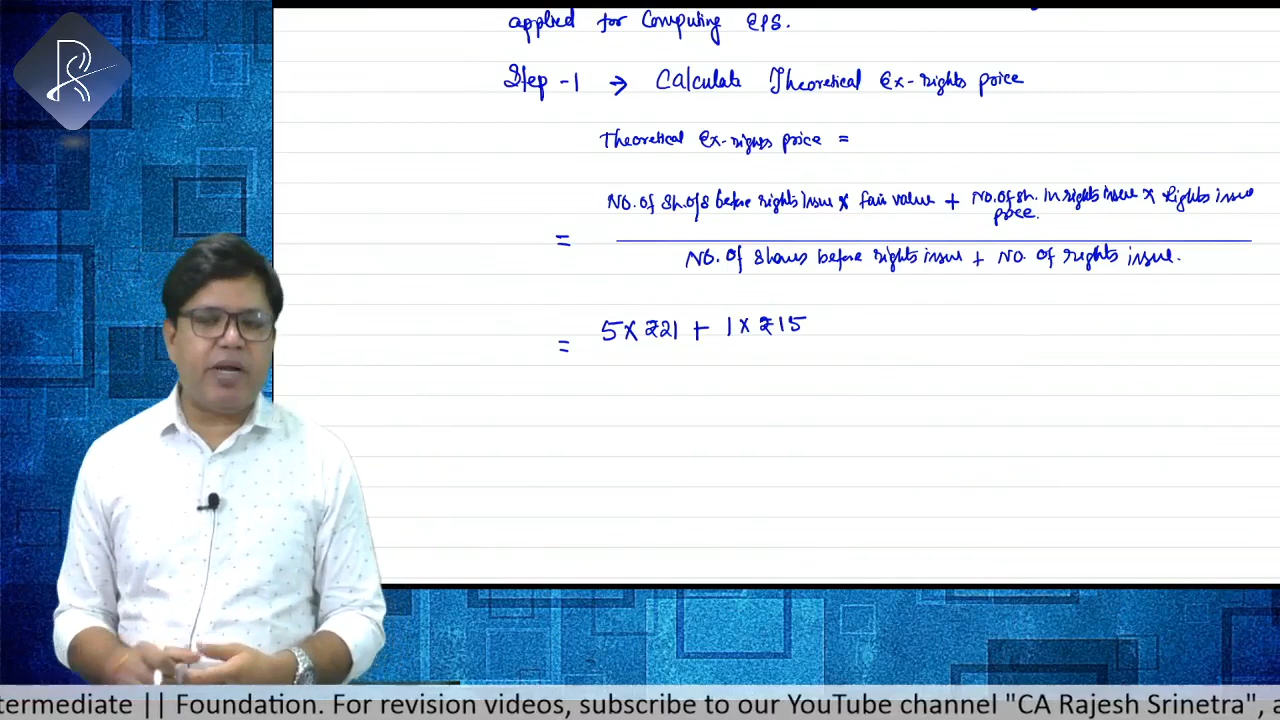 applied for Computing EPS.
Step -1 → Calculate Theoretical Ex-rights price
Theoretical Ex-rights price =
No. of sh. o/s before rights issue x fair value + No. of sh. in rights issue x Rights issue
price.
=
No. of shares before rights issue + No. of rights issue.
= 5 x ₹21 + 1 x ₹15
termediate || Foundation. For revision videos, subscribe to our YouTube channel "CA Rajesh Srinetra", a